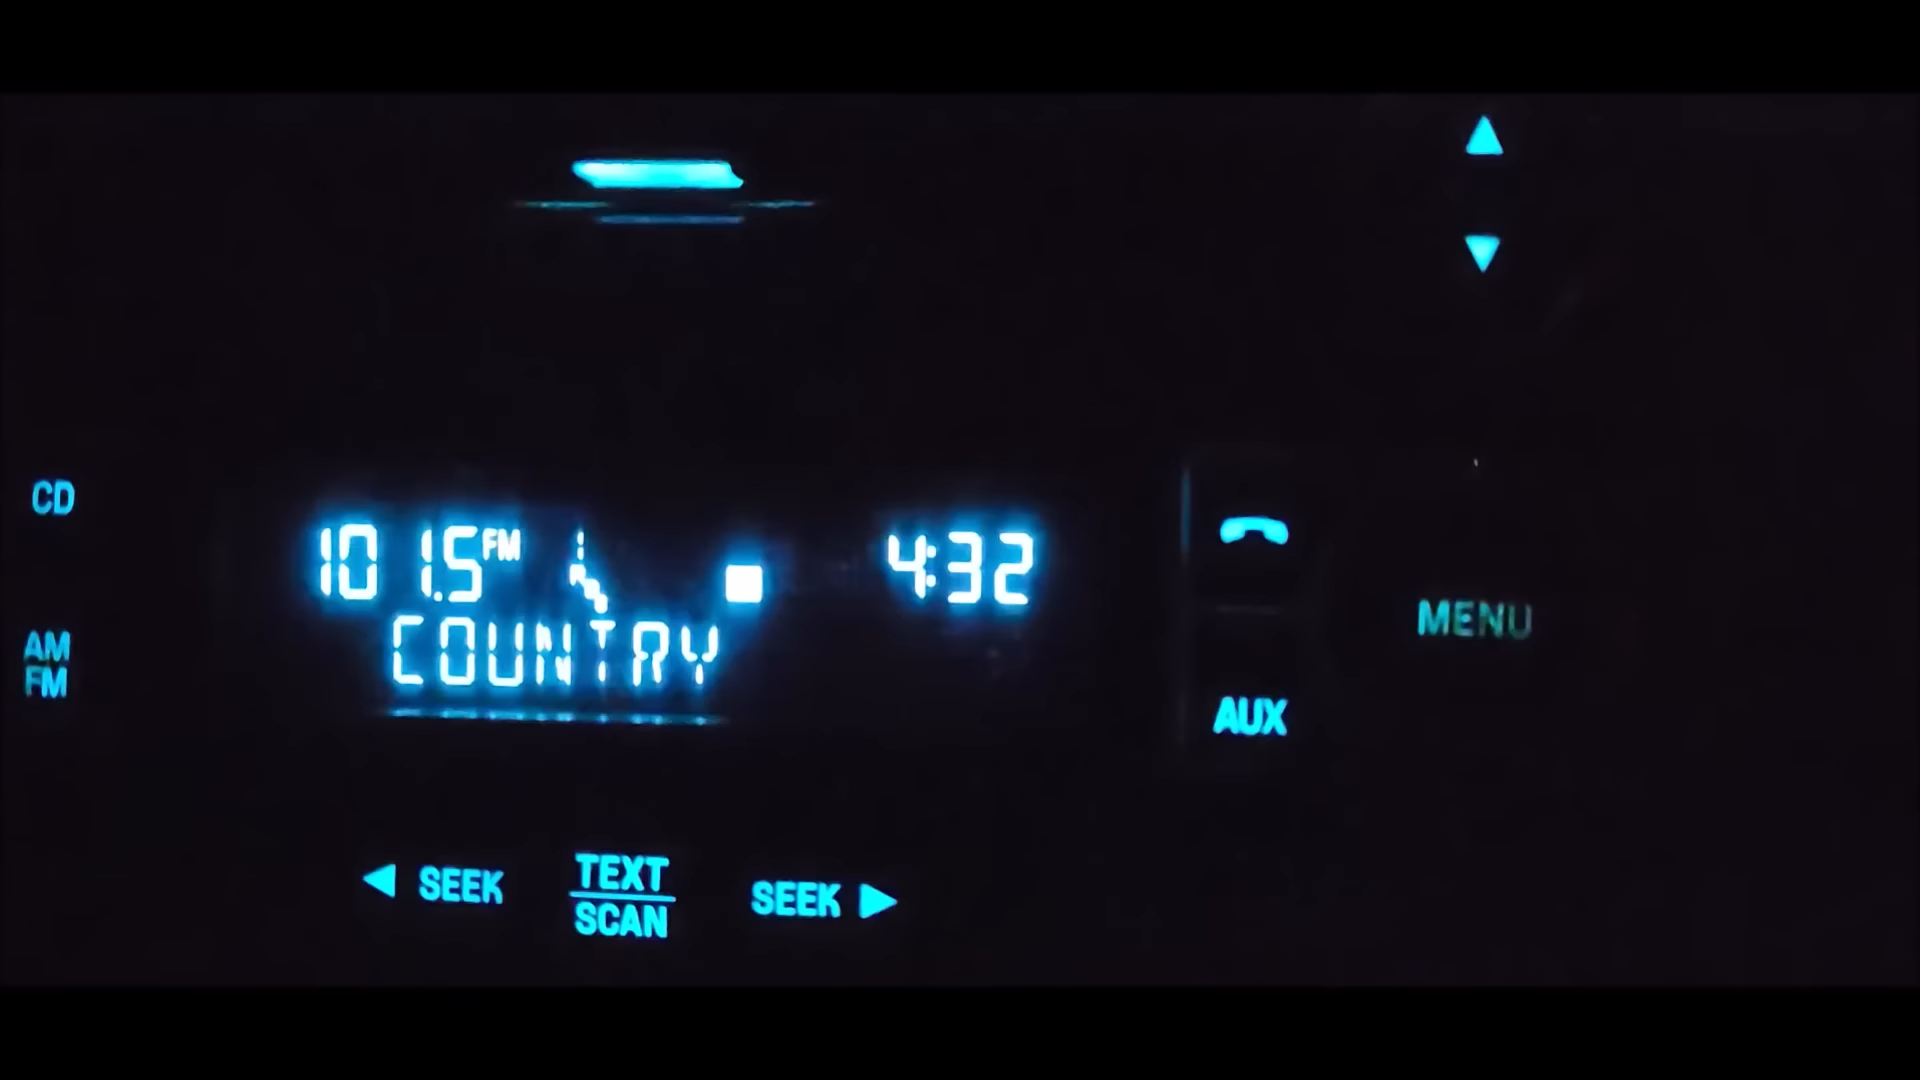 CD
101.5 FM 4:32
COUNTRY
AM
FM
MENU
AUX
SEEK
TEXT
SCAN
SEEK